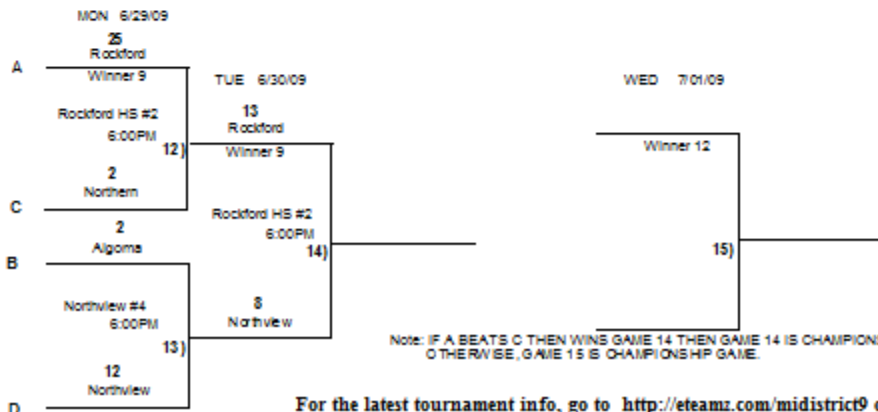 MON 6/29/09
25
Rockford
A
Winner 9
TUE 6/30/09
WED 7/01/09
Rockford HS #2
6:00PM
12)
13
Rockford
Winner 9
Winner 12
2
Northern
C
Rockford HS #2
6:00PM
14)
15)
2
Algoma
B
Northview #4
6:00PM
13)
8
Northview
Note: IF A BEATS C THEN WINS GAME 14 THEN GAME 14 IS CHAMPIONS
OTHERWISE, GAME 15 IS CHAMPIONSHIP GAME.
12
Northview
D
For the latest tournament info, go to http://eteamz.com/midistrict9